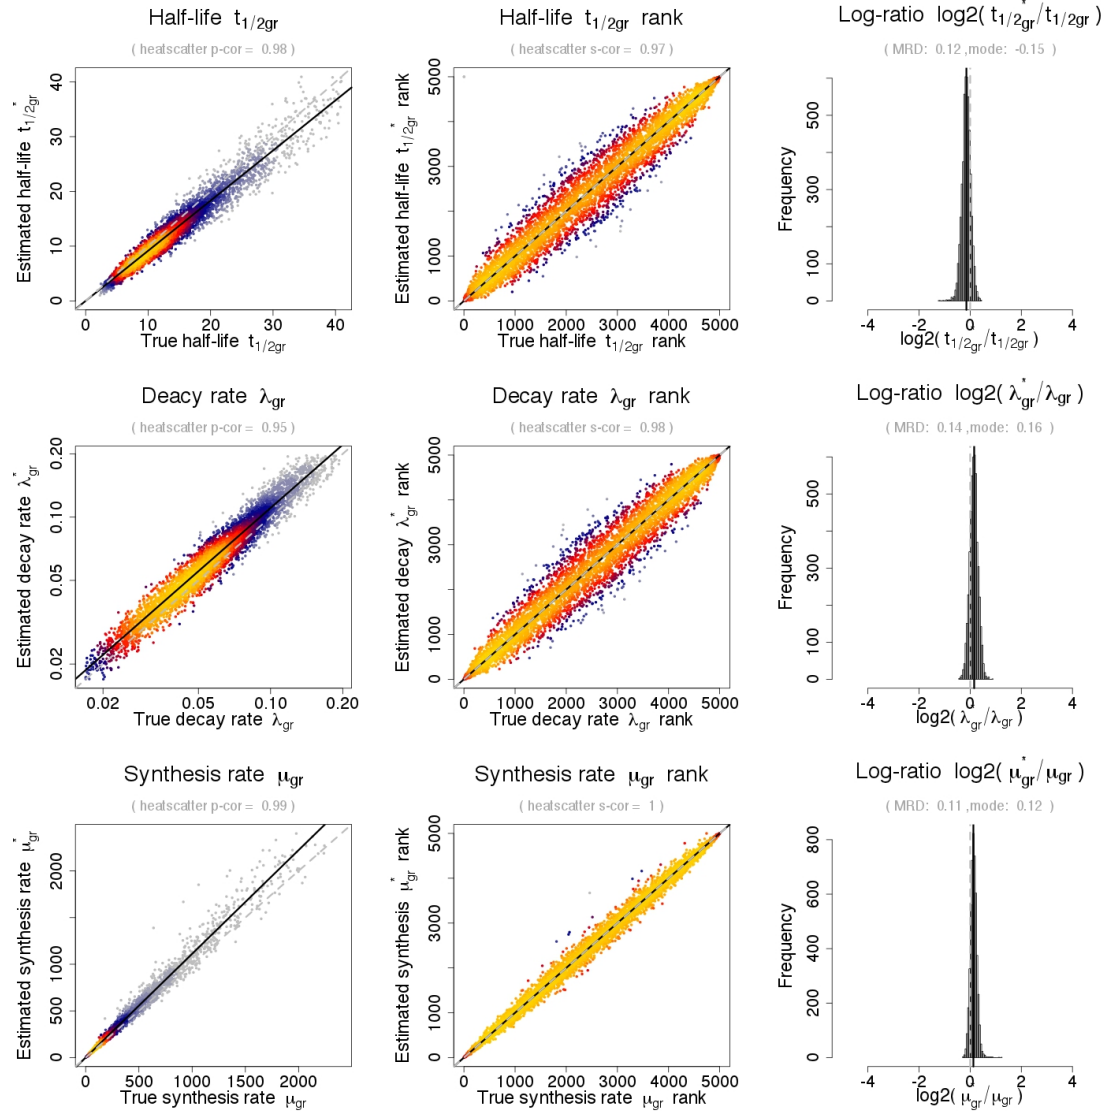 Half-life t1/2gr
( heatscatter p-cor = 0.98 )
Estimated half-life t*1/2gr
0 10 20 30 40
0 10 20 30 40
True half-life t1/2gr
Half-life t1/2gr rank
( heatscatter s-cor = 0.97 )
Estimated half-life t*1/2gr rank
0 1000 3000 5000
0 1000 2000 3000 4000 5000
True half-life t1/2gr rank
Log-ratio log2( t*1/2gr/t1/2gr )
( MRD: 0.12 ,mode: -0.15 )
Frequency
0 100 300 500
-4 -2 0 2 4
log2( t1/2gr/t1/2gr )
Deacy rate λgr
( heatscatter p-cor = 0.95 )
Estimated decay rate λ*gr
0.02 0.05 0.10 0.20
0.02 0.05 0.10 0.20
True decay rate λgr
Decay rate λgr rank
( heatscatter s-cor = 0.98 )
Estimated decay λ*gr rank
0 1000 3000 5000
0 1000 2000 3000 4000 5000
True decay rate λgr rank
Log-ratio log2( λ*gr/λgr )
( MRD: 0.14 ,mode: 0.16 )
Frequency
0 100 300 500
-4 -2 0 2 4
log2( λgr/λgr )
Synthesis rate μgr
( heatscatter p-cor = 0.99 )
Estimated synthesis rate μ*gr
0 500 1000 2000
0 500 1000 1500 2000
True synthesis rate μgr
Synthesis rate μgr rank
( heatscatter s-cor = 1 )
Estimated synthesis μ*gr rank
0 1000 3000 5000
0 1000 2000 3000 4000 5000
True synthesis rate μgr rank
Log-ratio log2( μ*gr/μgr )
( MRD: 0.11 ,mode: 0.12 )
Frequency
0 200 400 600 800
-4 -2 0 2 4
log2( μgr/μgr )